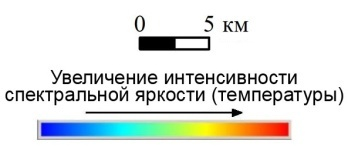 0 5 км
Увеличение интенсивности
спектральной яркости (температуры)